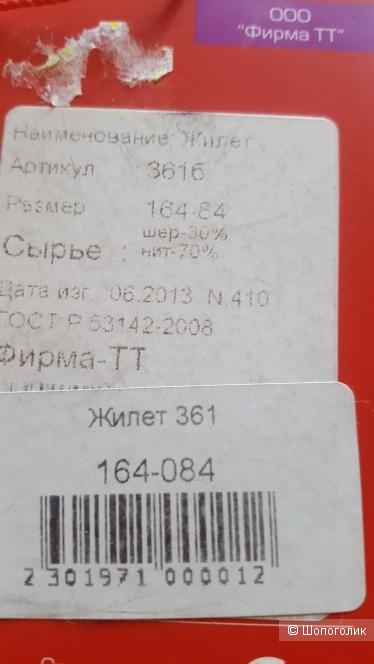 ООО
"Фирма ТТ"
Наименование: Жилет
Артикул 361б
Размер 164-84
Сырье : шер-30%
нит-70%
Дата изг. :06.2013 N:410
ГОСТ Р 53142-2008
Фирма-ТТ
Жилет 361
164-084
2 301971 000012
© Шопоголик